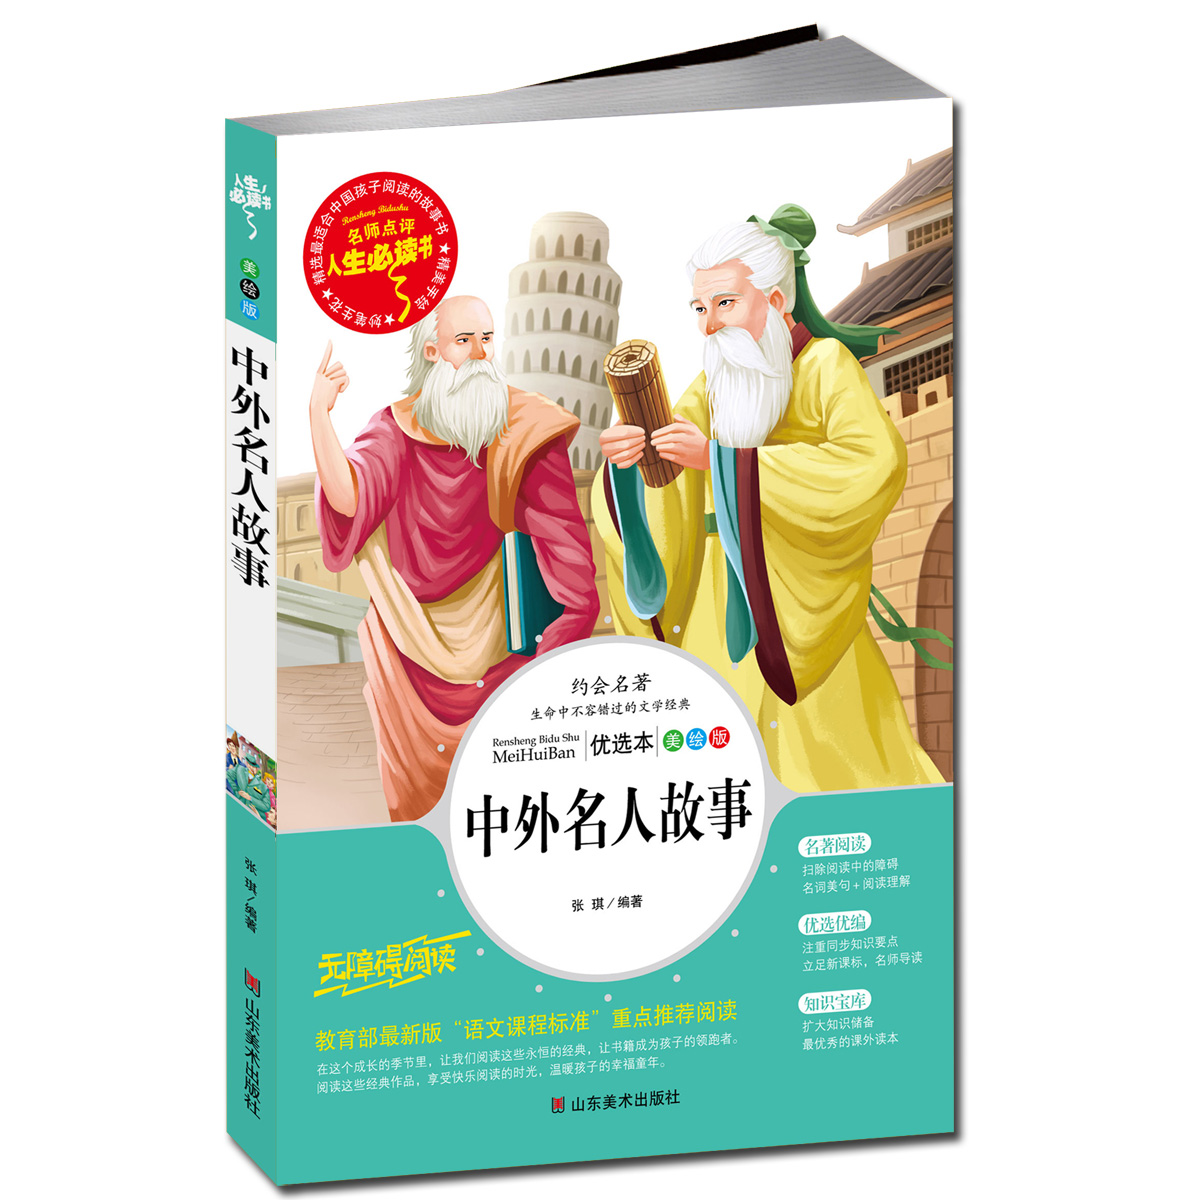 人生必读书
美绘版
中外名人故事
张琪/编著
山东美术出版社
精选最适合中国孩子阅读的故事书★精美手绘★妙笔生花★
Rensheng Bidushu
名师点评
人生必读书
约会名著
生命中不容错过的文学经典
Rensheng Bidu Shu
MeiHuiBan
优选本
美绘版
中外名人故事
张 琪/编著
名著阅读
扫除阅读中的障碍
名词美句+阅读理解
优选优编
注重同步知识要点
立足新课标，名师导读
知识宝库
扩大知识储备
最优秀的课外读本
无障碍阅读
教育部最新版“语文课程标准”重点推荐阅读
在这个成长的季节里，让我们阅读这些永恒的经典，让书籍成为孩子的领跑者。
阅读这些经典作品，享受快乐阅读的时光，温暖孩子的幸福童年。
山东美术出版社